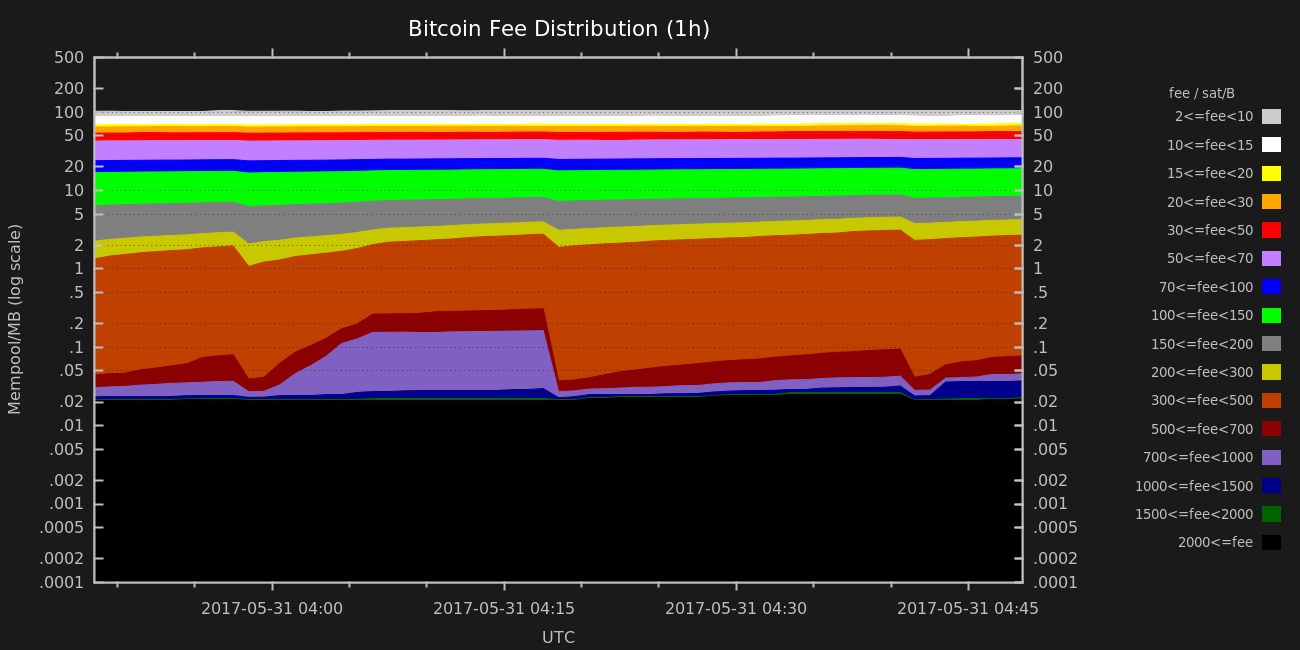 Bitcoin Fee Distribution (1h)
500
200
100
50
20
10
5
2
1
.5
.2
.1
.05
.02
.01
.005
.002
.001
.0005
.0002
.0001
Mempool/MB (log scale)
500
200
100
50
20
10
5
2
1
.5
.2
.1
.05
.02
.01
.005
.002
.001
.0005
.0002
.0001
2017-05-31 04:00
2017-05-31 04:15
2017-05-31 04:30
2017-05-31 04:45
UTC
fee / sat/B
2<=fee<10
10<=fee<15
15<=fee<20
20<=fee<30
30<=fee<50
50<=fee<70
70<=fee<100
100<=fee<150
150<=fee<200
200<=fee<300
300<=fee<500
500<=fee<700
700<=fee<1000
1000<=fee<1500
1500<=fee<2000
2000<=fee